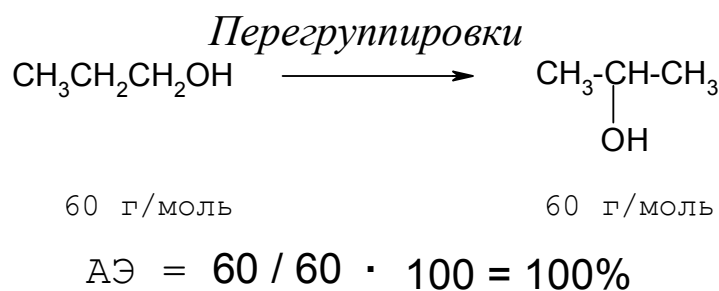 Перегруппировки
CH₃CH₂CH₂OH CH₃-CH-CH₃
OH
60 г/моль 60 г/моль
АЭ = 60 / 60 · 100 = 100%